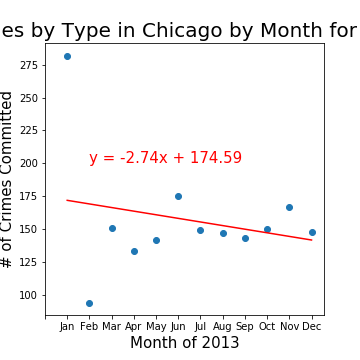 es by Type in Chicago by Month for
# of Crimes Committed
275
250
225
200
175
150
125
100
y = -2.74x + 174.59
Jan Feb Mar Apr May Jun Jul Aug Sep Oct Nov Dec
Month of 2013